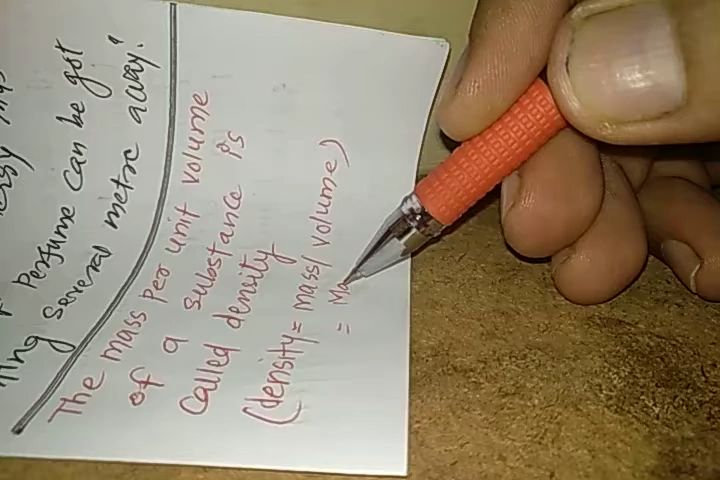 Perfume can be got
several metre away?
The mass per unit volume
of a substance is
called density
(density = mass/volume)
= Ma